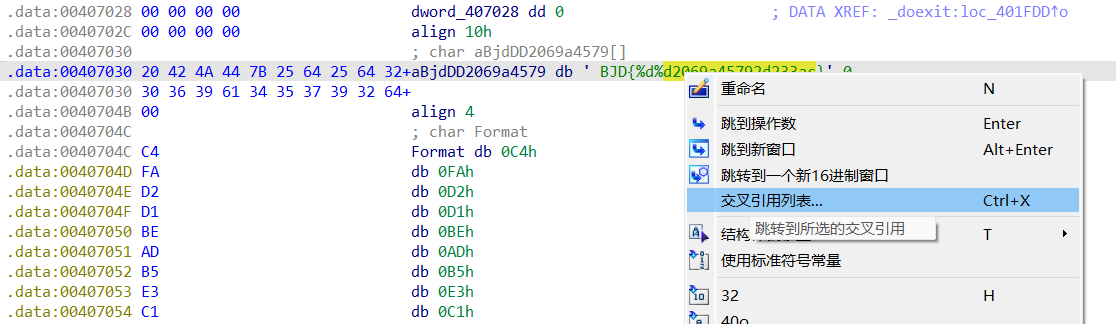 .data:00407028 00 00 00 00 dword_407028 dd 0 ; DATA XREF: _doexit:loc_401FDD↑o
.data:0040702C 00 00 00 00 align 10h
.data:00407030 ; char aBjdDD2069a4579[]
.data:00407030 20 42 4A 44 7B 25 64 25 64 32+aBjdDD2069a4579 db ' BJD{%d%d2069a45792d233ac}',0
.data:00407030 30 36 39 61 34 35 37 39 32 64+
.data:0040704B 00 align 4
.data:0040704C ; char Format
.data:0040704C C4 Format db 0C4h
.data:0040704D FA db 0FAh
.data:0040704E D2 db 0D2h
.data:0040704F D1 db 0D1h
.data:00407050 BE db 0BEh
.data:00407051 AD db 0ADh
.data:00407052 B5 db 0B5h
.data:00407053 E3 db 0E3h
.data:00407054 C1 db 0C1h
重命名 N
跳到操作数 Enter
跳到新窗口 Alt+Enter
跳转到一个新16进制窗口
交叉引用列表... Ctrl+X
跳转到所选的交叉引用
结构 T
使用标准符号常量
32 H
40o